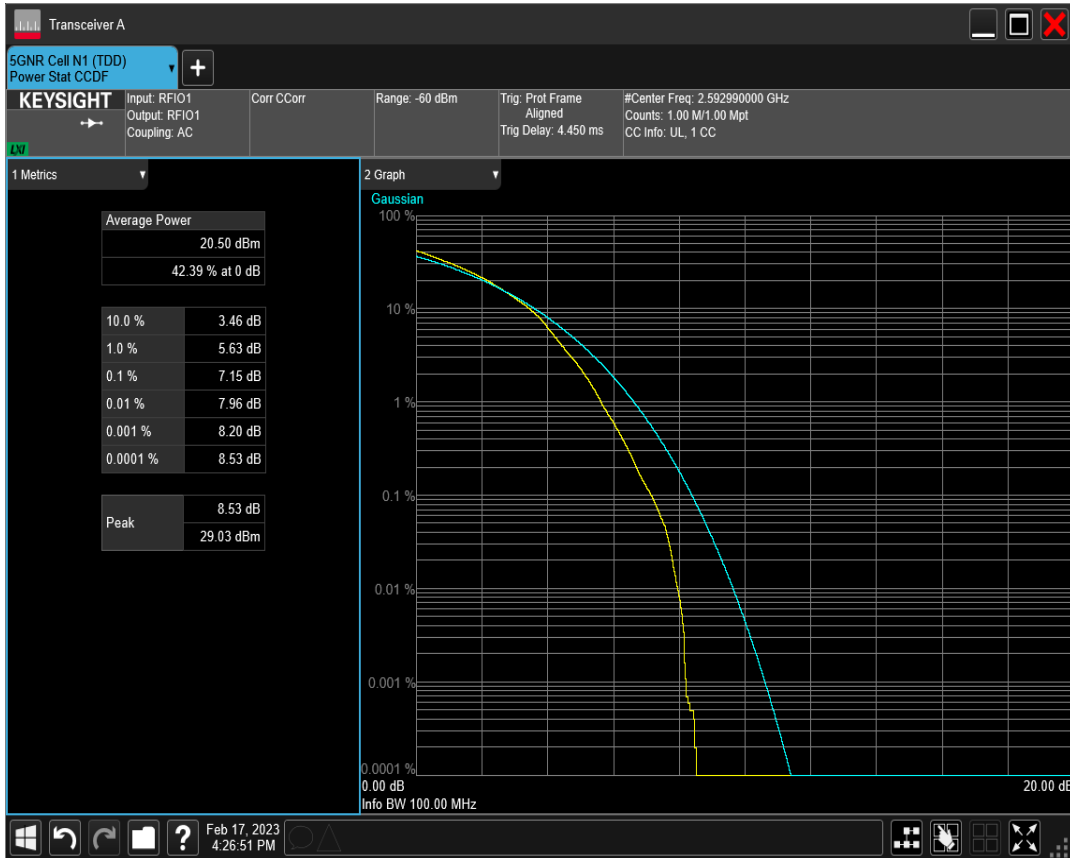 Transceiver A
5GNR Cell N1 (TDD)
Power Stat CCDF
+
KEYSIGHT
LXI
Input: RFIO1
Output: RFIO1
Coupling: AC
Corr CCorr
Range: -60 dBm
Trig: Prot Frame
Aligned
Trig Delay: 4.450 ms
#Center Freq: 2.592990000 GHz
Counts: 1.00 M/1.00 Mpt
CC Info: UL, 1 CC
1 Metrics
Average Power
20.50 dBm
42.39 % at 0 dB
10.0 % 3.46 dB
1.0 % 5.63 dB
0.1 % 7.15 dB
0.01 % 7.96 dB
0.001 % 8.20 dB
0.0001 % 8.53 dB
Peak
8.53 dB
29.03 dBm
2 Graph
Gaussian
100 %
10 %
1 %
0.1 %
0.01 %
0.001 %
0.0001 %
0.00 dB 20.00 dB
Info BW 100.00 MHz
?
Feb 17, 2023
4:26:51 PM